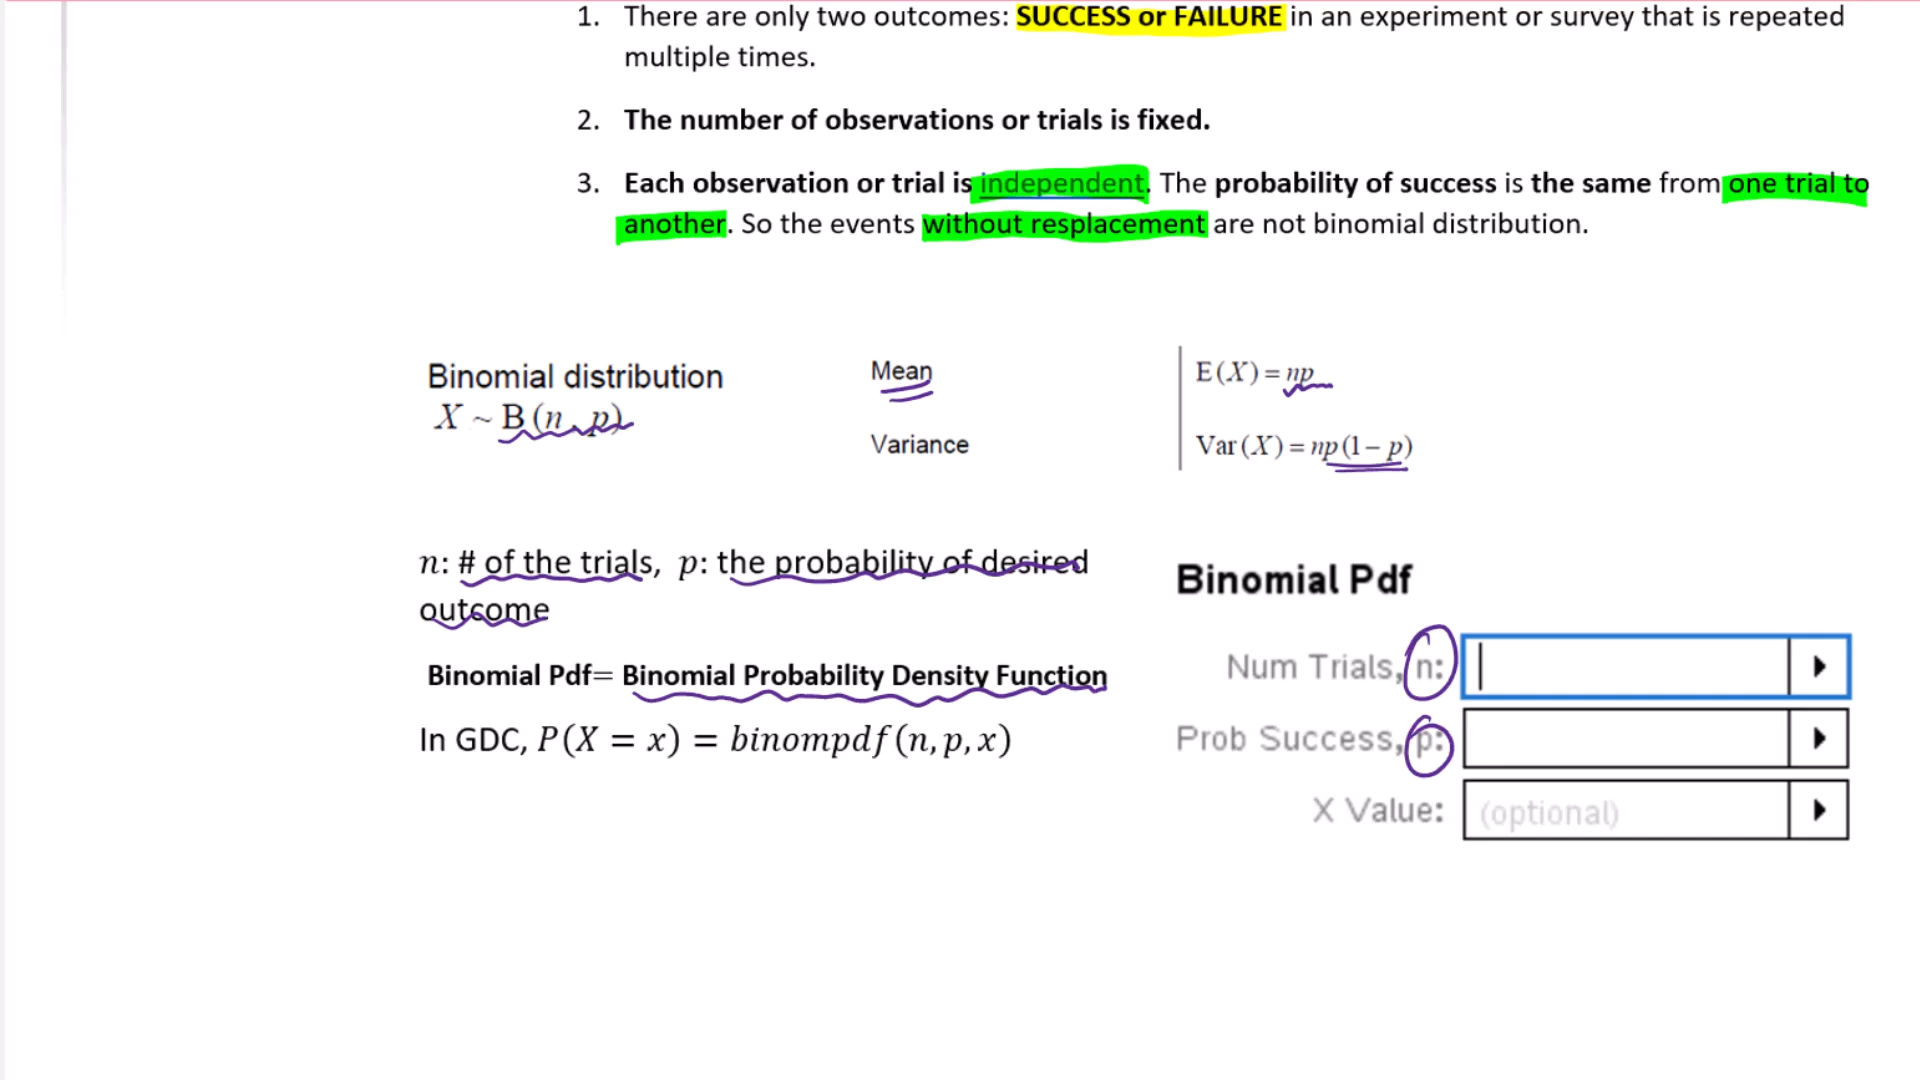 1. There are only two outcomes: SUCCESS or FAILURE in an experiment or survey that is repeated
multiple times.
2. The number of observations or trials is fixed.
3. Each observation or trial is independent. The probability of success is the same from one trial to
another. So the events without resplacement are not binomial distribution.
Binomial distribution
X ~ B (n , p)
Mean
E (X) = np
Variance
Var (X) = np (1 − p)
n: # of the trials, p: the probability of desired
outcome
Binomial Pdf= Binomial Probability Density Function
In GDC, P(X = x) = binompdf(n, p, x)
Binomial Pdf
Num Trials, n:
Prob Success, p:
X Value: (optional)